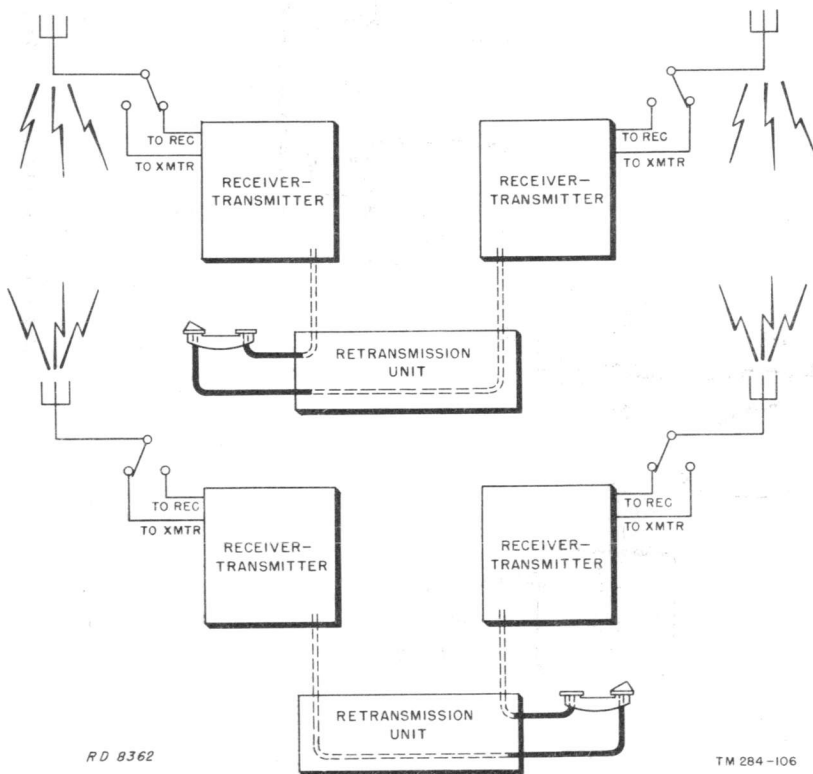 TO REC
TO XMTR
RECEIVER-
TRANSMITTER
TO REC
TO XMTR
RECEIVER-
TRANSMITTER
RETRANSMISSION
UNIT
TO REC
TO XMTR
RECEIVER-
TRANSMITTER
TO REC
TO XMTR
RECEIVER-
TRANSMITTER
RETRANSMISSION
UNIT
RD 8362
TM 284-106